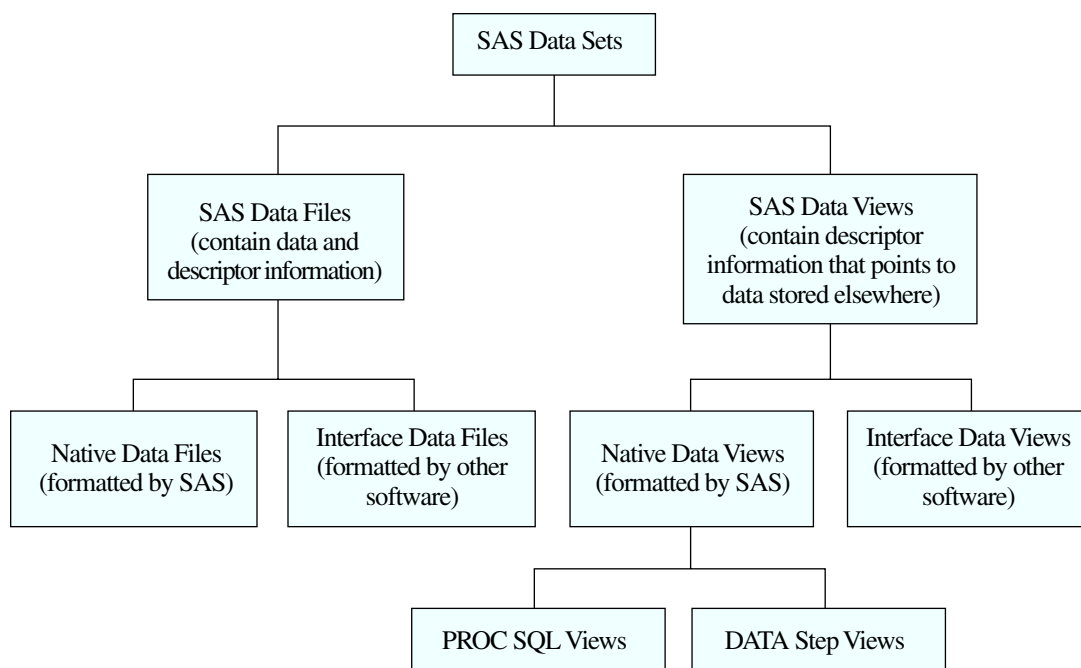 SAS Data Sets
SAS Data Files
(contain data and
descriptor information)
SAS Data Views
(contain descriptor
information that points to
data stored elsewhere)
Native Data Files
(formatted by SAS)
Interface Data Files
(formatted by other
software)
Native Data Views
(formatted by SAS)
Interface Data Views
(formatted by other
software)
PROC SQL Views
DATA Step Views